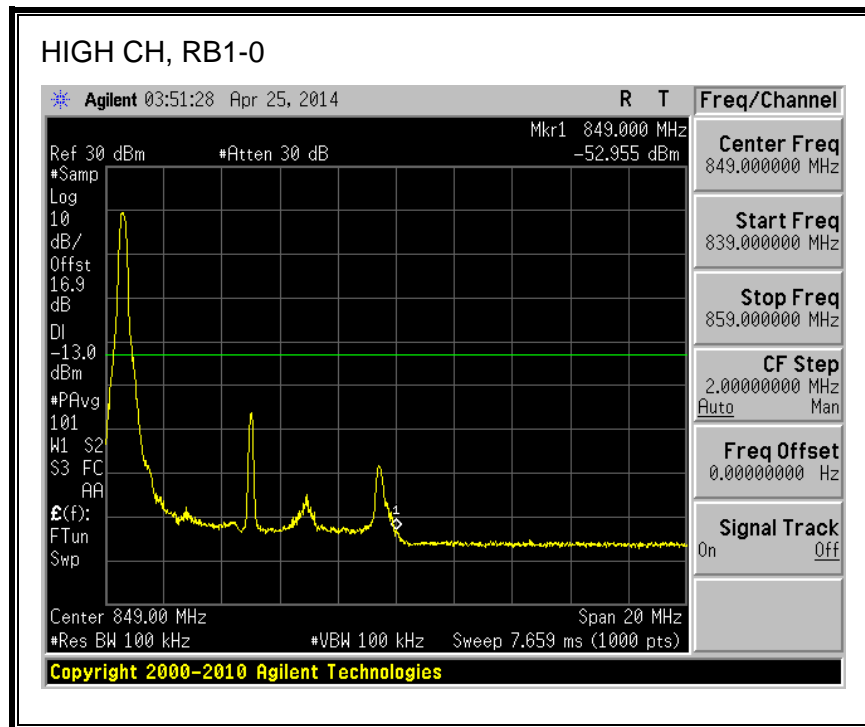 HIGH CH, RB1-0
Agilent 03:51:28 Apr 25, 2014 R T
Mkr1 849.000 MHz
Ref 30 dBm #Atten 30 dB -52.955 dBm
#Samp
Log
10
dB/
Offst
16.9
dB
DI
-13.0
dBm
#PAvg
101
W1 S2
S3 FC
AA
£(f):
FTun
Swp
1
Center 849.00 MHz Span 20 MHz
#Res BW 100 kHz #VBW 100 kHz Sweep 7.659 ms (1000 pts)
Copyright 2000-2010 Agilent Technologies
Freq/Channel
Center Freq
849.000000 MHz
Start Freq
839.000000 MHz
Stop Freq
859.000000 MHz
CF Step
2.00000000 MHz
Auto Man
Freq Offset
0.00000000 Hz
Signal Track
On Off